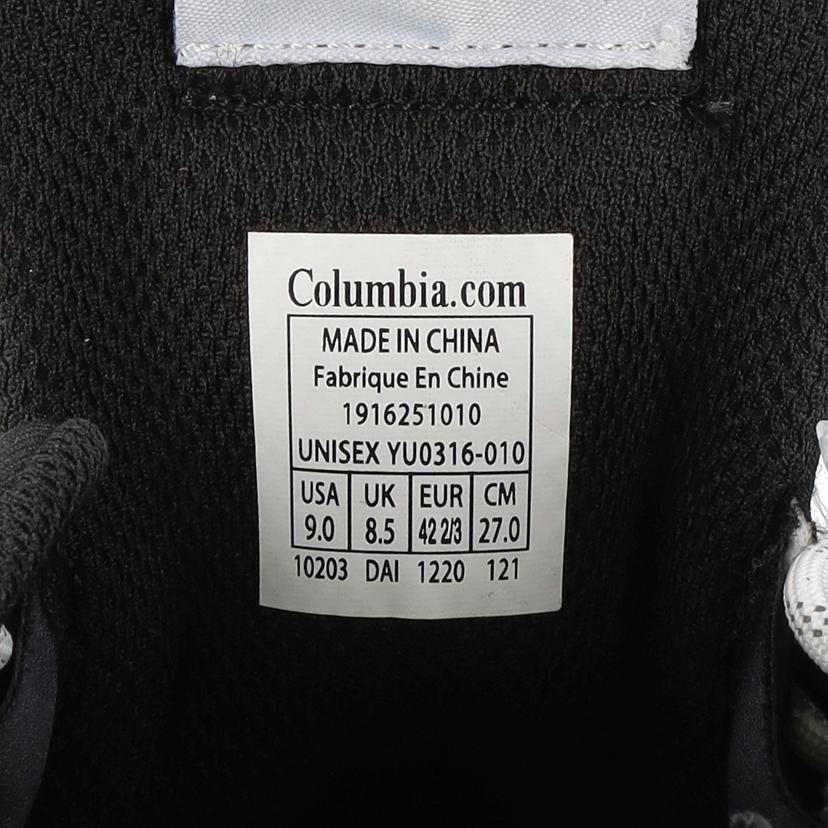 Columbia.com
MADE IN CHINA
Fabrique En Chine
1916251010
UNISEX YU0316-010
USA UK EUR CM
9.0 8.5 42 2/3 27.0
10203 DAI 1220 121